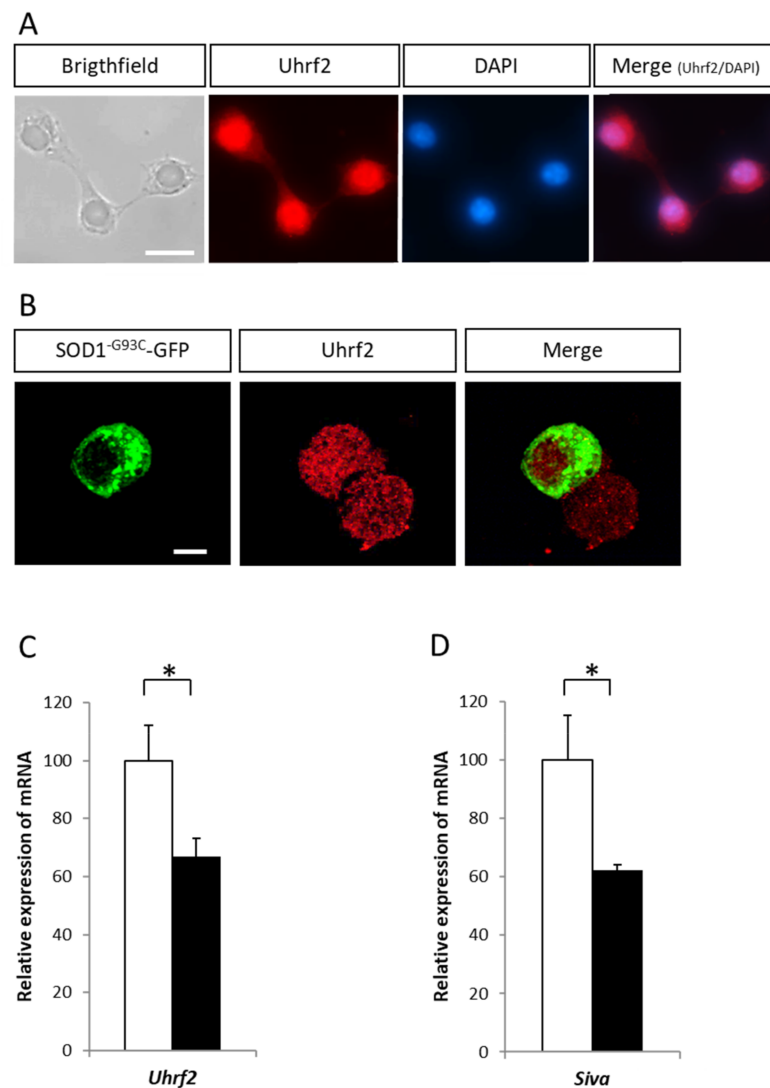 A
Brigthfield
Uhrf2
DAPI
Merge (Uhrf2/DAPI)
B
SOD1-G93C-GFP
Uhrf2
Merge
C
*
120
100
80
60
40
20
0
Relative expression of mRNA
Uhrf2
D
*
120
100
80
60
40
20
0
Relative expression of mRNA
Siva